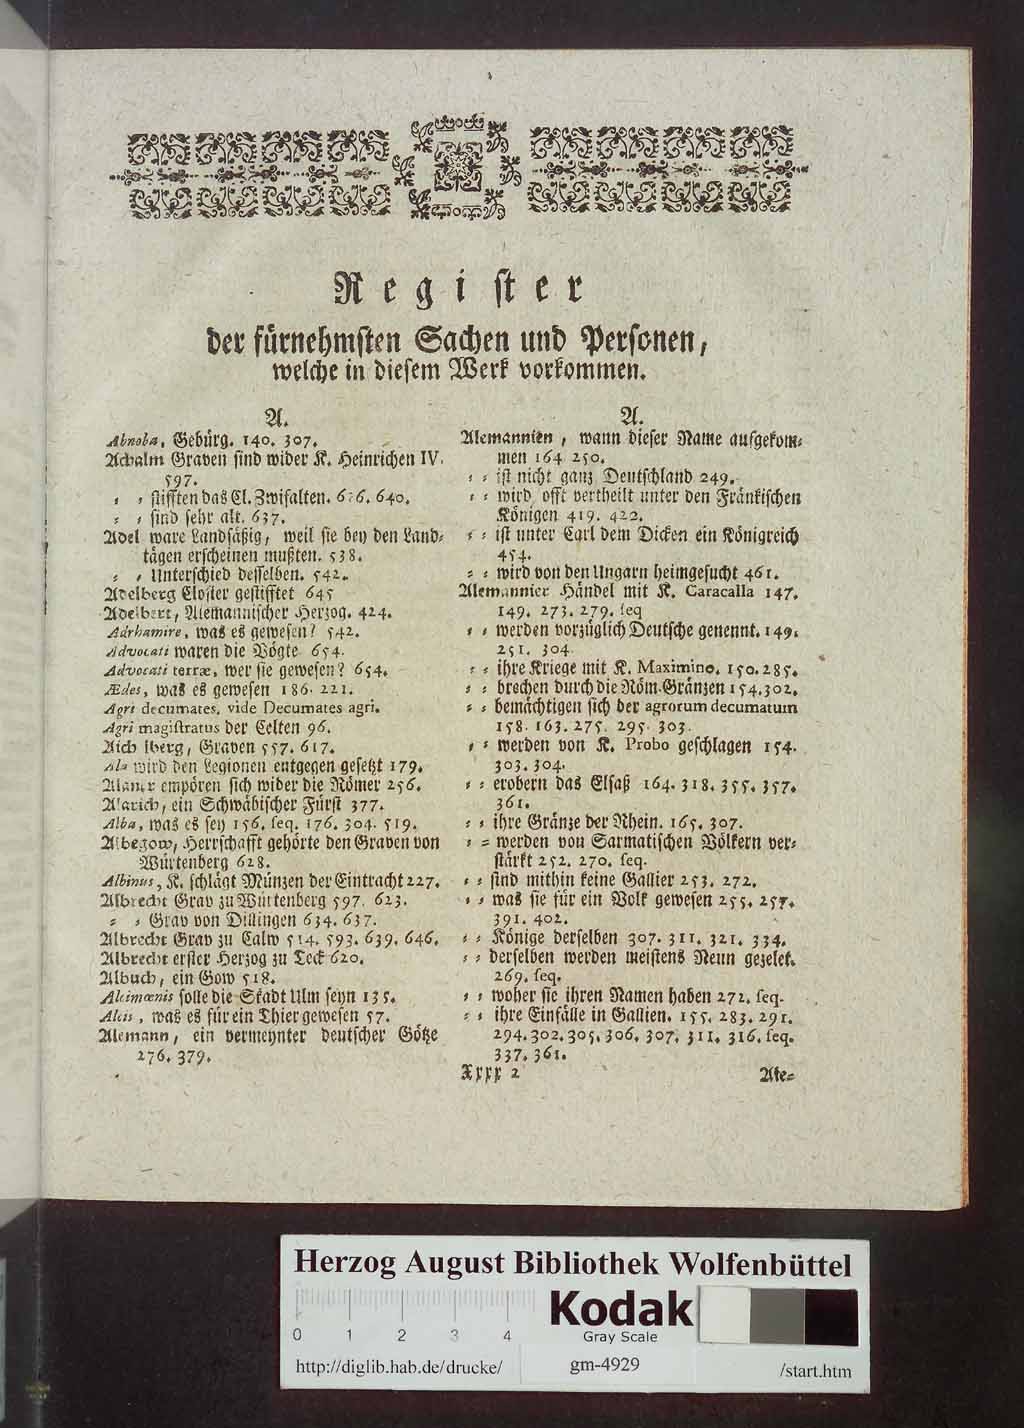 Register
der fürnehmsten Sachen und Personen,
welche in diesem Werk vorkommen.
A.
Abnoba, Gebürg. 140. 307.
Achalm Graven sind wider K. Heinrichen IV.
597.
= = stifften das Cl. Zwifalten. 636. 640.
= = sind sehr alt. 637.
Adel ware Landsäßig, weil sie bey den Land=
tägen erscheinen mußten. 538.
= = Unterschied desselben. 542.
Adelberg Closter gestifftet 645
Adelbert, Alemannischer Herzog. 424.
Adrhamire, was es gewesen? 542.
Advocati waren die Vögte 654.
Advocati terræ, wer sie gewesen? 654.
Ædes, was es gewesen 186. 221.
Agri decumates, vide Decumates agri.
Agri magistratus der Celten 96.
Aich lberg, Graven 557. 617.
Ala wird den Legionen entgegen gesetzt 179.
Alaner empören sich wider die Römer 256.
Alarich, ein Schwäbischer Fürst 377.
Alba, was es sey 156. seq. 176. 304. 519.
Albegow, Herrschafft gehörte den Graven von
Würtenberg 628.
Albinus, K. schlägt Münzen der Eintracht 227.
Albrecht Grav zu Würtenberg 597. 623.
= = Grav von Dillingen 634. 637.
Albrecht Grav zu Calw 514. 593. 639. 646.
Albrecht erster Herzog zu Teck 620.
Albuch, ein Gow 518.
Alcimœnis solle die Stadt Ulm seyn 135.
Alcis, was es für ein Thier gewesen 57.
Alemann, ein vermeynter deutscher Götze
276. 379.
A.
Alemannien, wann dieser Name aufgekom=
men 164 250.
= = ist nicht ganz Deutschland 249.
= = wird offt vertheilt unter den Fränkischen
Königen 419. 422.
= = ist unter Carl dem Dicken ein Königreich
454.
= = wird von den Ungarn heimgesucht 461.
Alemannier Händel mit K. Caracalla 147.
149. 273. 279. seq
= = werden vorzüglich Deutsche genennt. 149.
251. 304.
= = ihre Kriege mit K. Maximino. 150. 285.
= = brechen durch die Röm. Gränzen 154. 302.
= = bemächtigen sich der agrorum decumatum
158. 163. 275. 295. 303.
= = werden von K. Probo geschlagen 154.
303. 304.
= = erobern das Elsaß 164. 318. 355. 357.
361.
= = ihre Gränze der Rhein. 165. 307.
= = werden von Sarmatischen Völkern ver=
stärkt 252. 270. seq.
= = sind mithin keine Gallier 253. 272.
= = was sie für ein Volk gewesen 255. 257.
391. 402.
= = Könige derselben 307. 311. 321. 334.
= = derselben werden meistens Neun gezelet.
269. seq.
= = woher sie ihren Namen haben 272. seq.
= = ihre Einfälle in Gallien. 155. 283. 291.
294. 302. 305. 306. 307. 311. 316. seq.
337. 361.
Xxxx 2
Ale=
Herzog August Bibliothek Wolfenbüttel
0 1 2 3 4
Kodak
Gray Scale
http://diglib.hab.de/drucke/
gm-4929
/start.htm